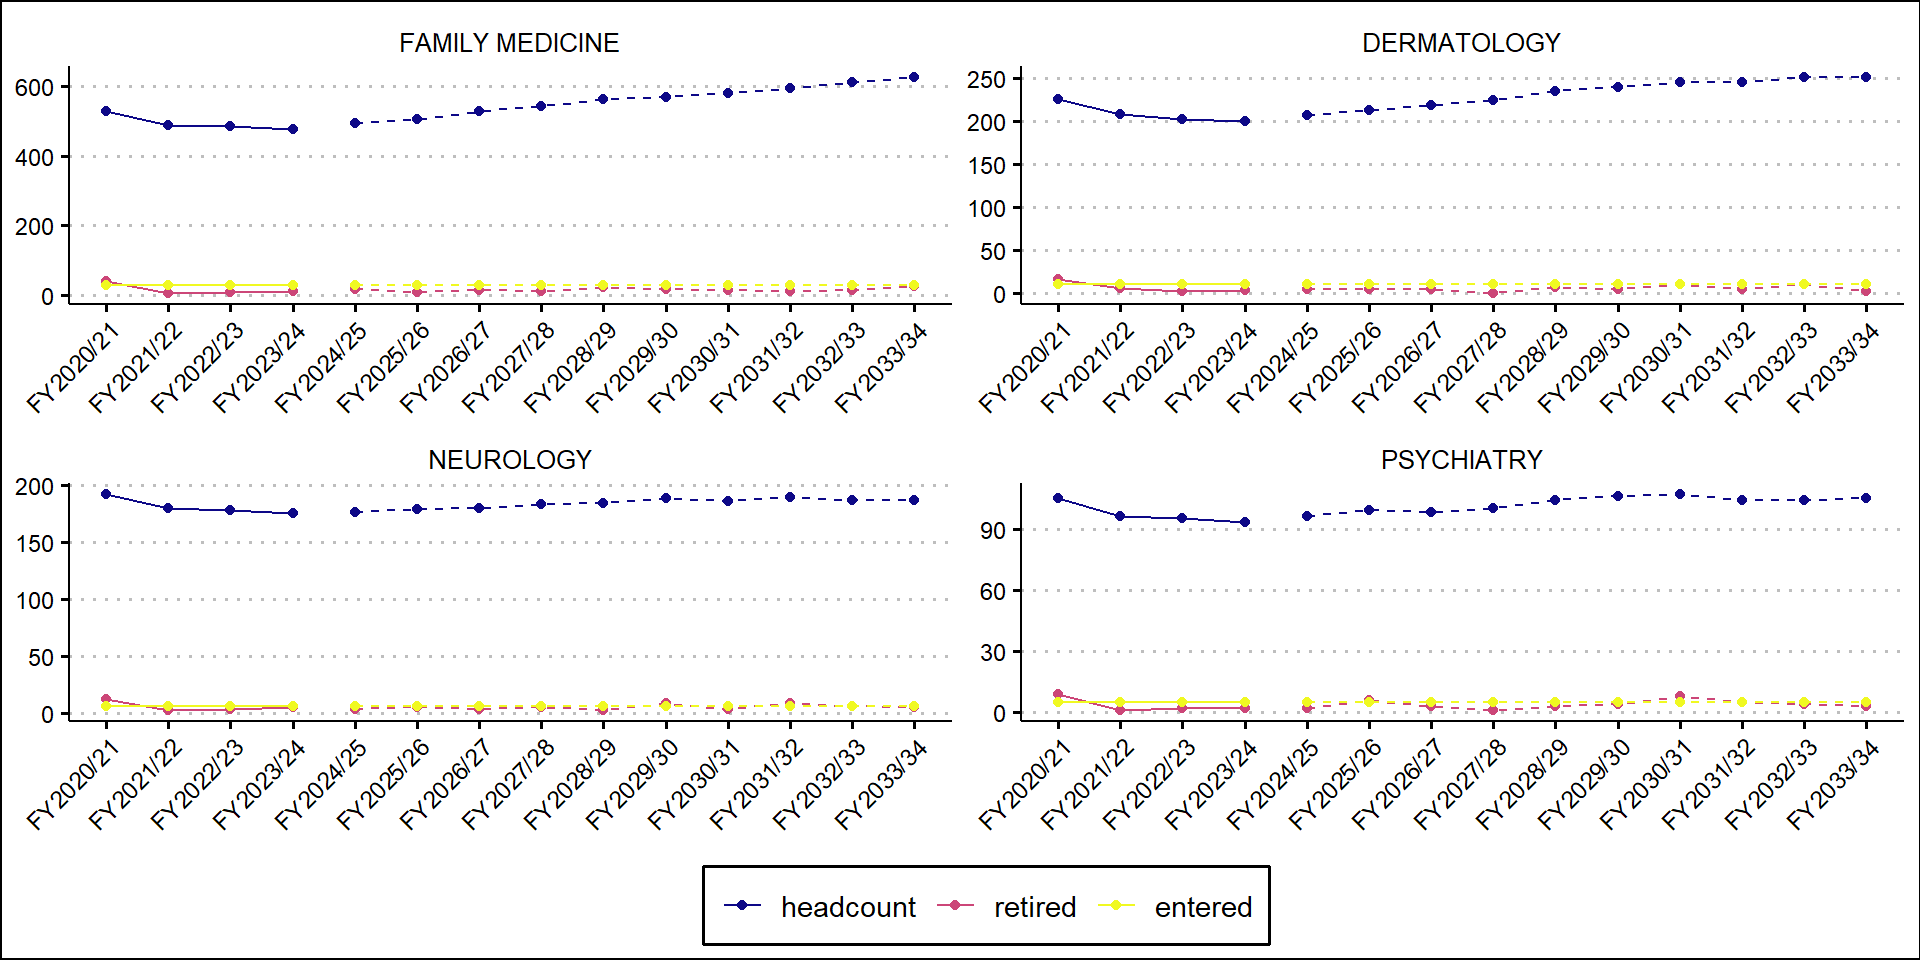 FAMILY MEDICINE
600
400
200
0
FY2020/21
FY2021/22
FY2022/23
FY2023/24
FY2024/25
FY2025/26
FY2026/27
FY2027/28
FY2028/29
FY2029/30
FY2030/31
FY2031/32
FY2032/33
FY2033/34
DERMATOLOGY
250
200
150
100
50
0
FY2020/21
FY2021/22
FY2022/23
FY2023/24
FY2024/25
FY2025/26
FY2026/27
FY2027/28
FY2028/29
FY2029/30
FY2030/31
FY2031/32
FY2032/33
FY2033/34
NEUROLOGY
200
150
100
50
0
FY2020/21
FY2021/22
FY2022/23
FY2023/24
FY2024/25
FY2025/26
FY2026/27
FY2027/28
FY2028/29
FY2029/30
FY2030/31
FY2031/32
FY2032/33
FY2033/34
PSYCHIATRY
90
60
30
0
FY2020/21
FY2021/22
FY2022/23
FY2023/24
FY2024/25
FY2025/26
FY2026/27
FY2027/28
FY2028/29
FY2029/30
FY2030/31
FY2031/32
FY2032/33
FY2033/34
headcount retired entered